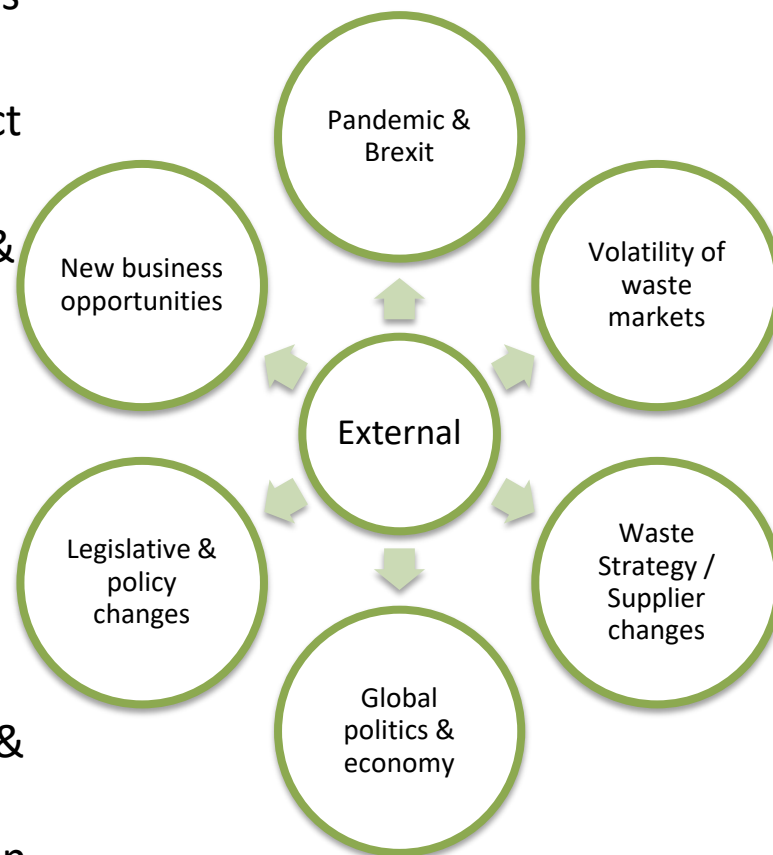 s
ct
&
&
n
Pandemic &
Brexit
Volatility of
waste
markets
Waste
Strategy /
Supplier
changes
Global
politics &
economy
Legislative &
policy
changes
New business
opportunities
External